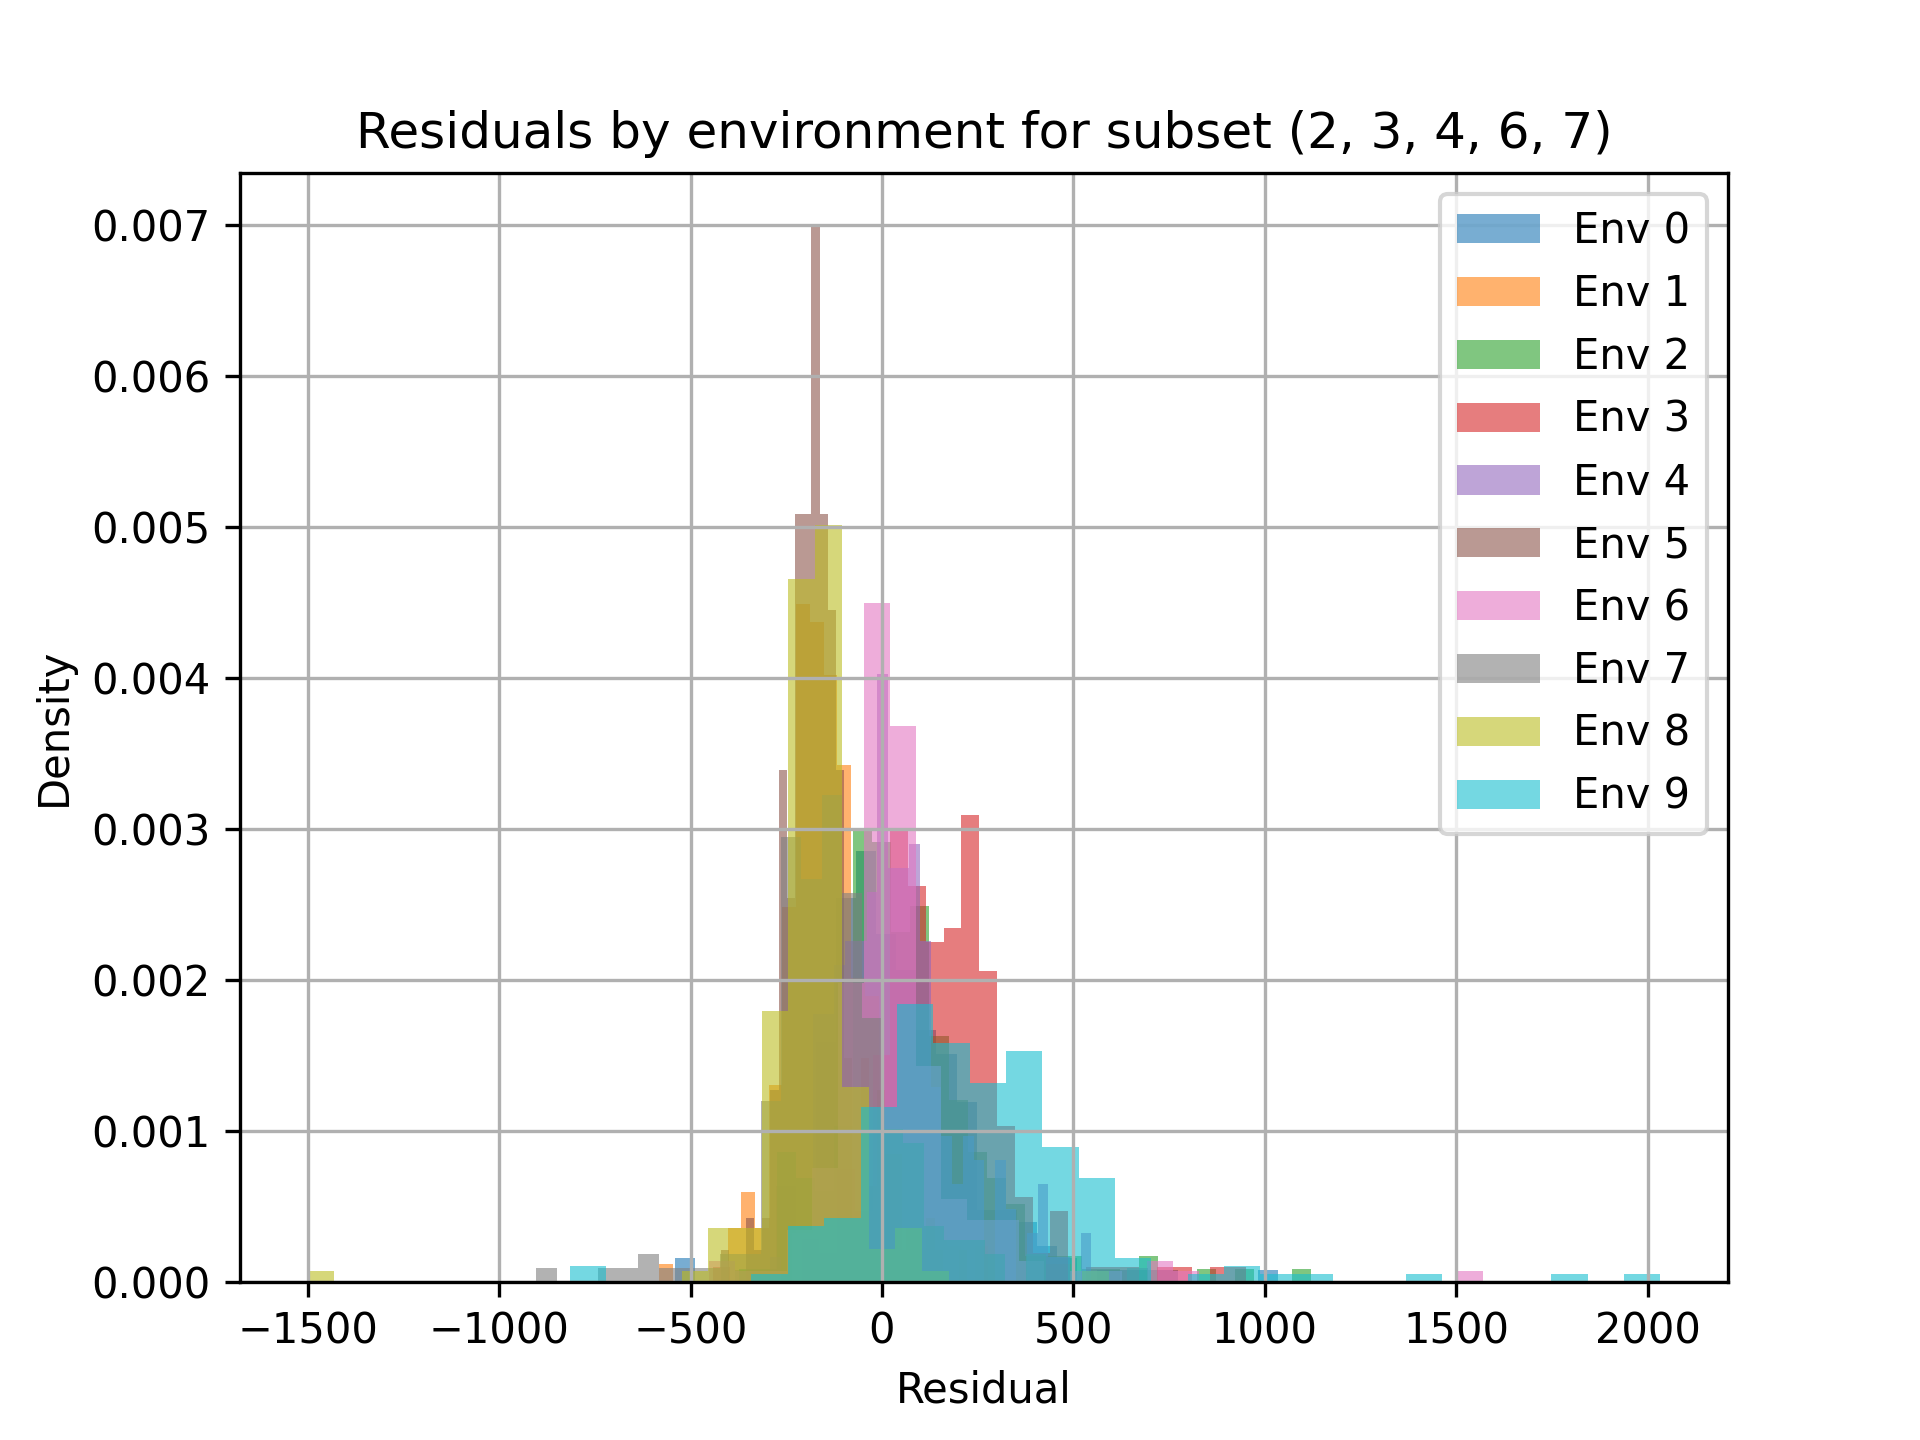 Residuals by environment for subset (2, 3, 4, 6, 7)
0.007
0.006
0.005
0.004
0.003
0.002
0.001
0.000
Density
Env 0
Env 1
Env 2
Env 3
Env 4
Env 5
Env 6
Env 7
Env 8
Env 9
−1500 −1000 −500 0 500 1000 1500 2000
Residual